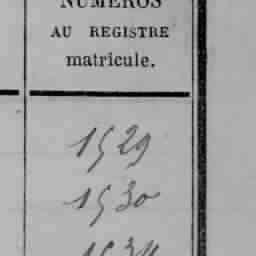 NUMÉROS
AU REGISTRE
matricule.
1529
1530